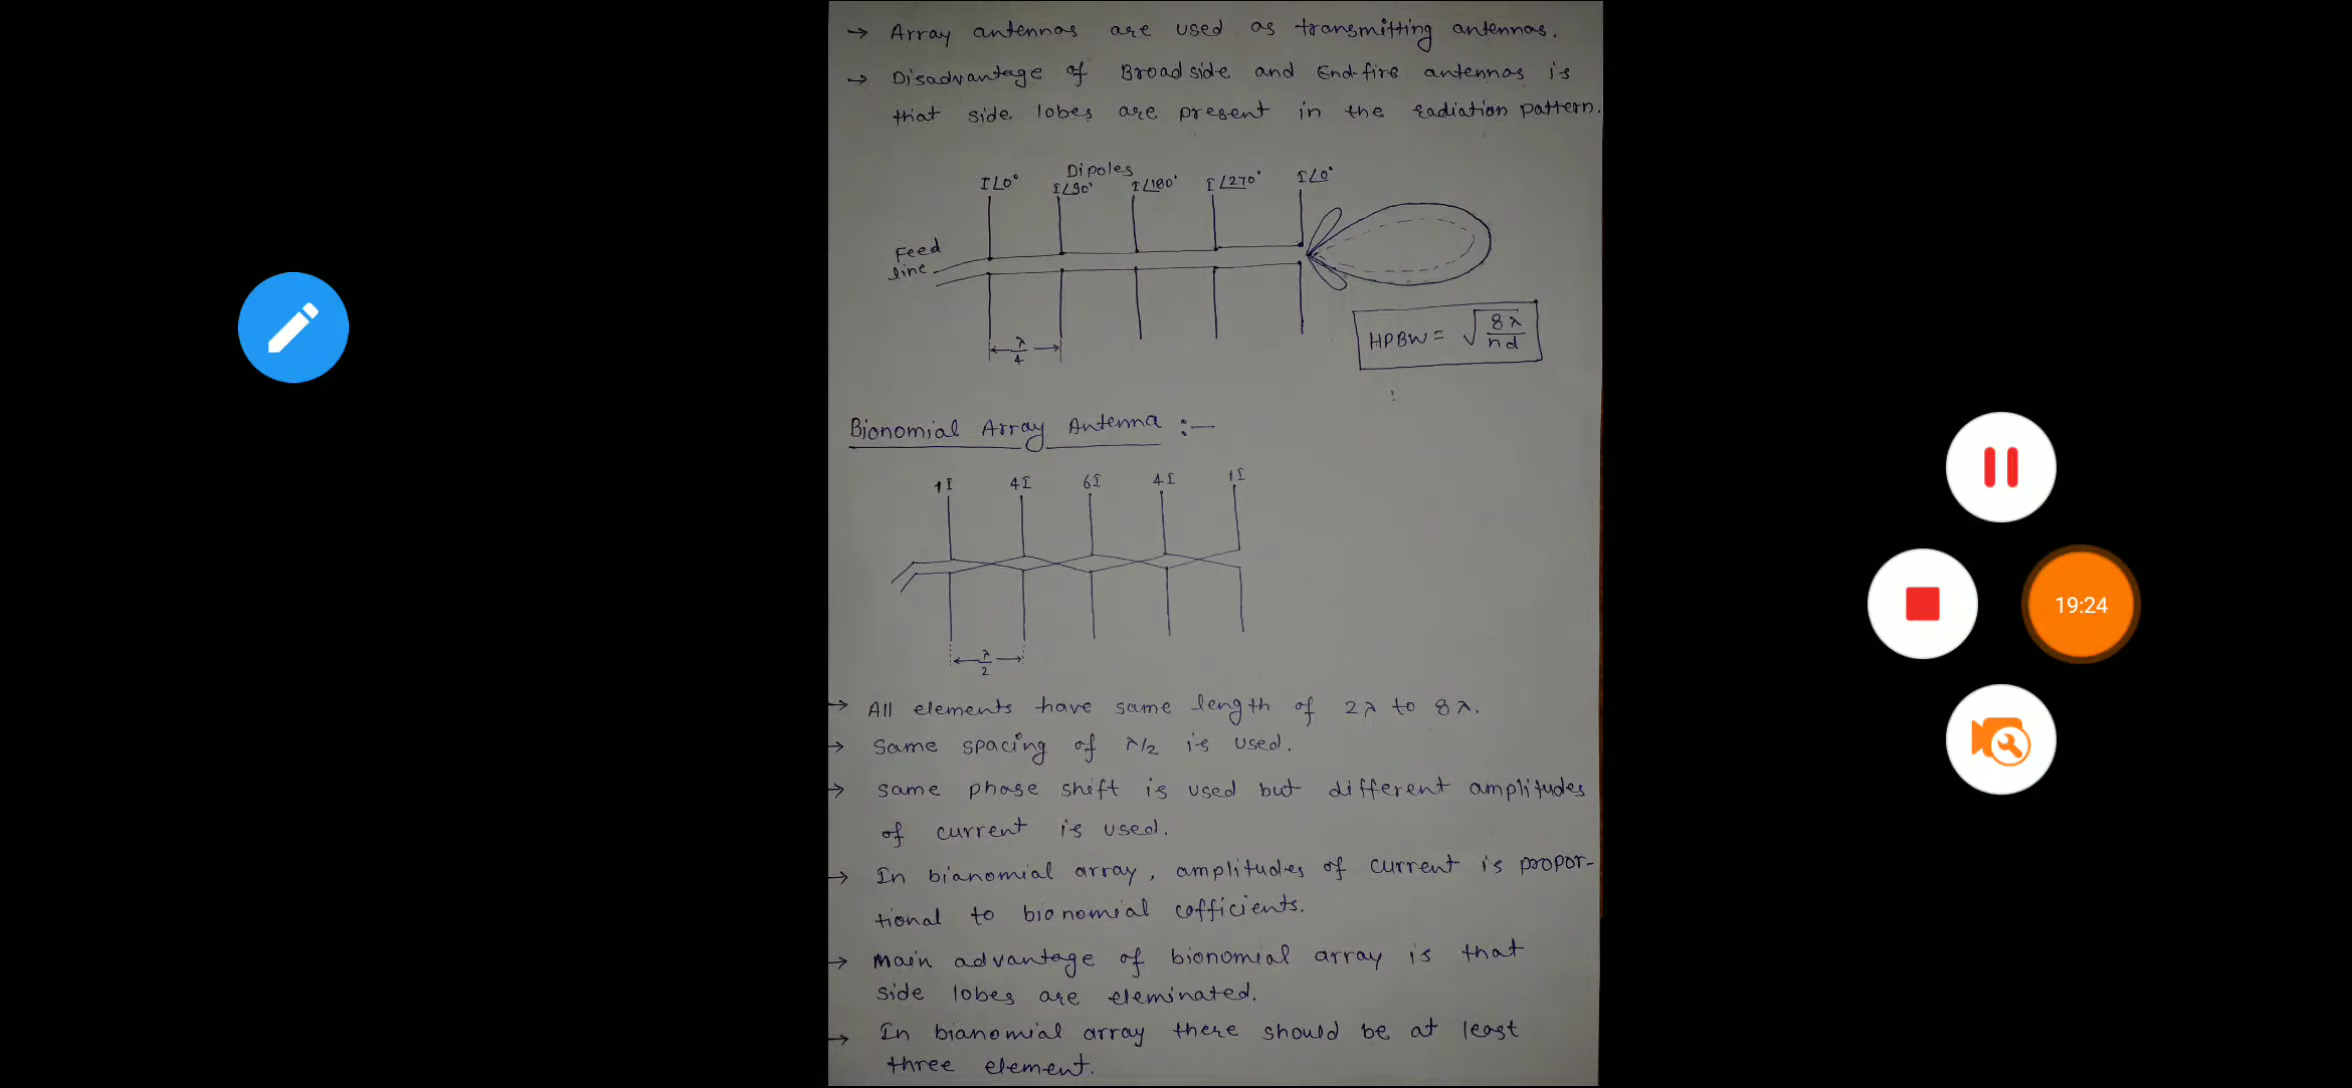 → Array antennas are used as transmitting antennas.
→ Disadvantage of Broadside and End-fire antennas is
that side lobes are present in the radiation pattern.
Dipoles
I∠0° I∠90° I∠180° I∠270° I∠0°
Feed
line
λ/4
HPBW = √(8λ/nd)
Bionomial Array Antenna :-
1I 4I 6I 4I 1I
λ/2
→ All elements have same length of 2λ to 8λ.
→ Same spacing of λ/2 is used.
→ Same phase shift is used but different amplitudes
of current is used.
→ In bianomial array, amplitudes of current is propor-
tional to bionomial cofficients.
→ Main advantage of bionomial array is that
side lobes are eleminated.
→ In bianomial array there should be at least
three element.
19:24